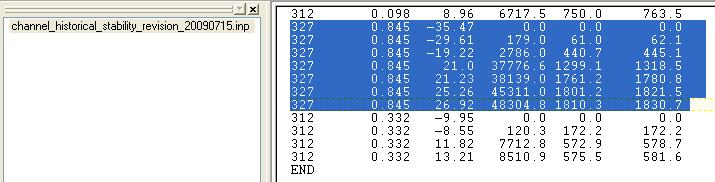 channel_historical_stability_revision_20090715.inp
312 0.098 8.96 6717.5 750.0 763.5
327 0.845 -35.47 0.0 0.0 0.0
327 0.845 -29.61 179.0 61.0 62.1
327 0.845 -19.22 2786.0 440.7 445.1
327 0.845 21.0 37776.6 1299.1 1318.5
327 0.845 21.23 38139.0 1761.2 1780.8
327 0.845 25.26 45311.0 1801.2 1821.5
327 0.845 26.92 48304.8 1810.3 1830.7
312 0.332 -9.95 0.0 0.0 0.0
312 0.332 -8.55 120.3 172.2 172.2
312 0.332 11.82 7712.8 572.9 578.7
312 0.332 13.21 8510.9 575.5 581.6
END